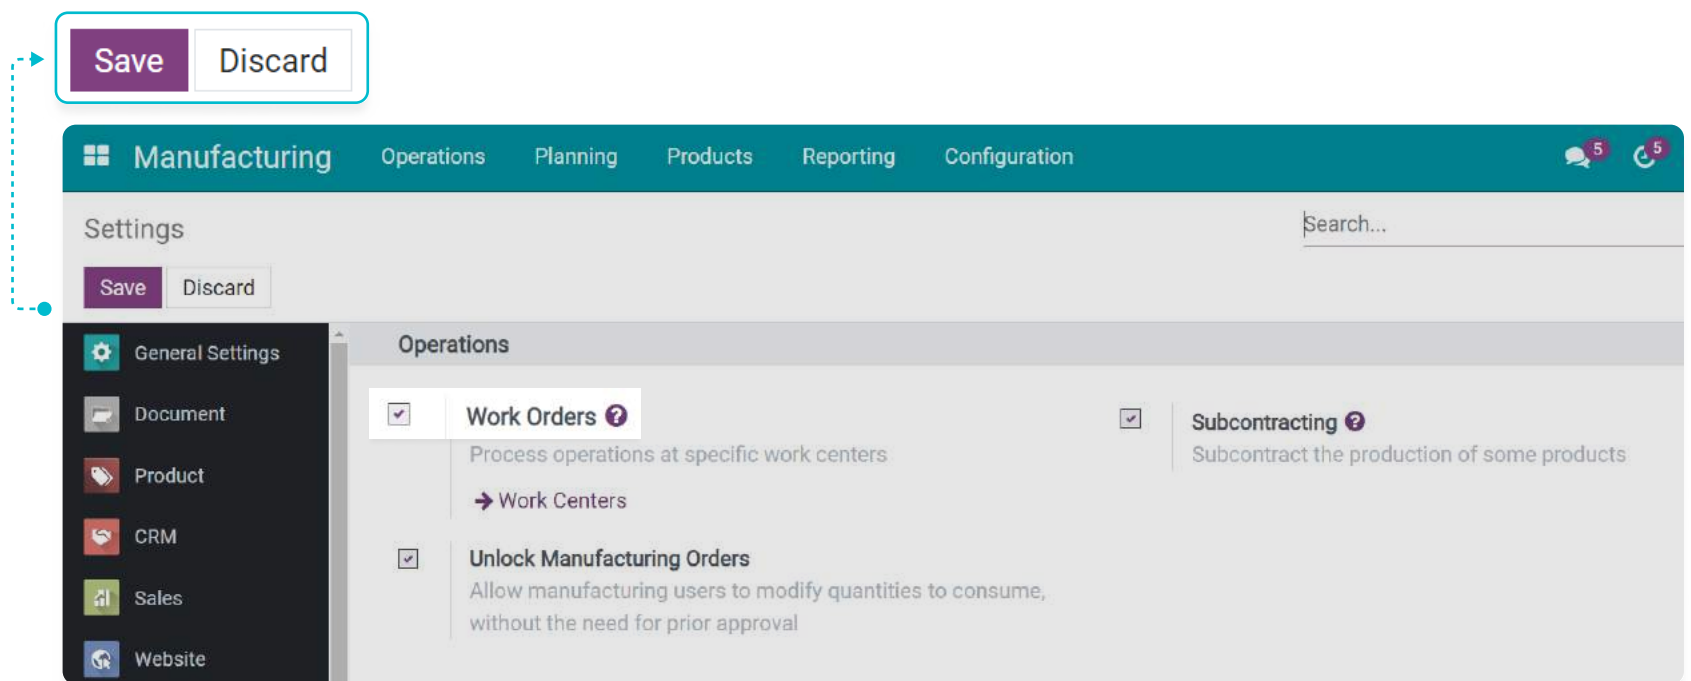 Save Discard
Manufacturing Operations Planning Products Reporting Configuration 5 5
Settings Search...
Save Discard
General Settings
Document
Product
CRM
Sales
Website
Operations
Work Orders ?
Process operations at specific work centers
Work Centers
Subcontracting ?
Subcontract the production of some products
Unlock Manufacturing Orders
Allow manufacturing users to modify quantities to consume,
without the need for prior approval